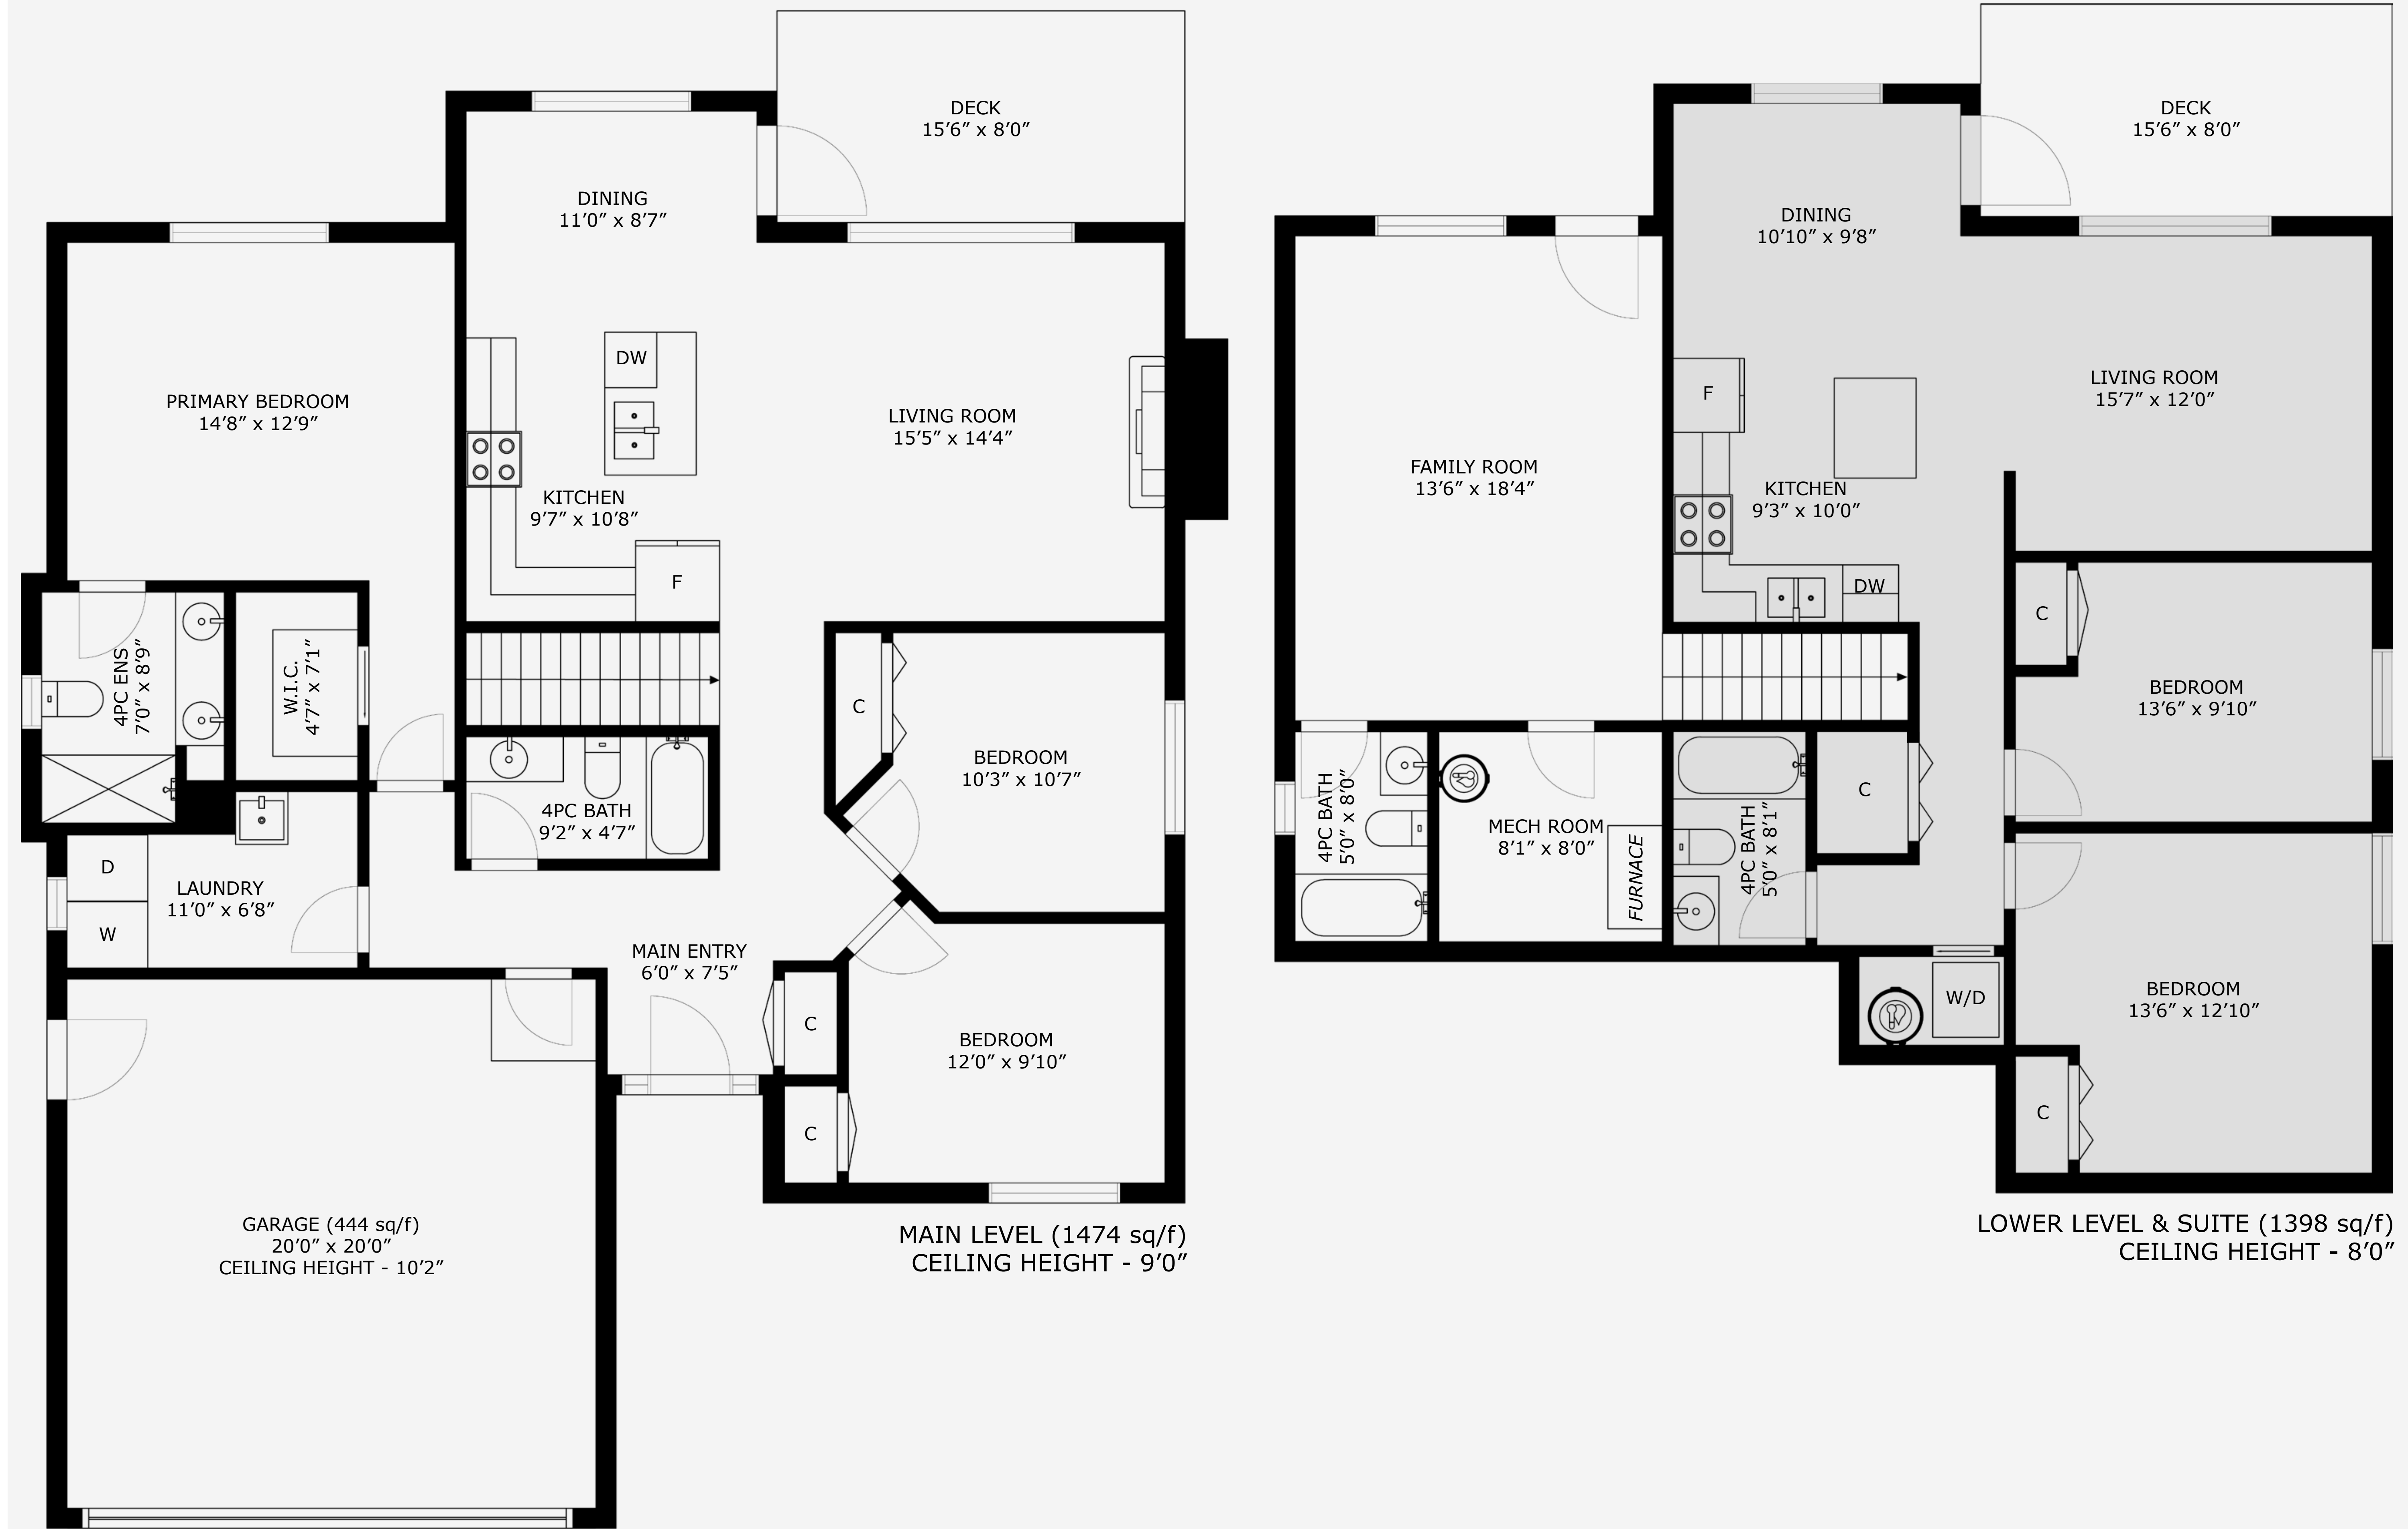 DECK
15’6” x 8’0”
DINING
11’0” x 8’7”
PRIMARY BEDROOM
14’8” x 12’9”
DW
LIVING ROOM
15’5” x 14’4”
KITCHEN
9’7” x 10’8”
F
4PC ENS
7’0” x 8’9”
W.I.C.
4’7” x 7’1”
C
BEDROOM
10’3” x 10’7”
4PC BATH
9’2” x 4’7”
D
W
LAUNDRY
11’0” x 6’8”
MAIN ENTRY
6’0” x 7’5”
C
BEDROOM
12’0” x 9’10”
C
GARAGE (444 sq/f)
20’0” x 20’0”
CEILING HEIGHT - 10’2”
MAIN LEVEL (1474 sq/f)
CEILING HEIGHT - 9’0”
DECK
15’6” x 8’0”
DINING
10’10” x 9’8”
F
LIVING ROOM
15’7” x 12’0”
FAMILY ROOM
13’6” x 18’4”
KITCHEN
9’3” x 10’0”
DW
C
BEDROOM
13’6” x 9’10”
4PC BATH
5’0” x 8’0”
MECH ROOM
8’1” x 8’0”
FURNACE
4PC BATH
5’0” x 8’1”
C
W/D
BEDROOM
13’6” x 12’10”
C
LOWER LEVEL & SUITE (1398 sq/f)
CEILING HEIGHT - 8’0”